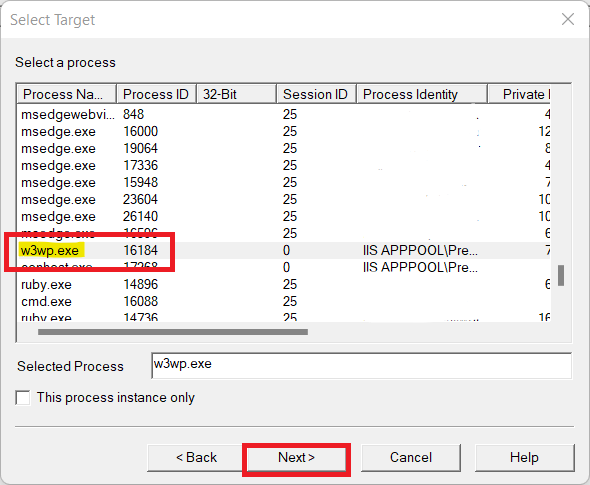 Select Target
Select a process
Process Na... Process ID 32-Bit Session ID Process Identity Private
msedgewebvi... 848 25 4
msedge.exe 16000 25 12
msedge.exe 19064 25 8
msedge.exe 17336 25 4
msedge.exe 15948 25 7
msedge.exe 23604 25 10
msedge.exe 26140 25 10
msedge.exe 16596 25 6
w3wp.exe 16184 0 IIS APPPOOL\Pre... 7
conhost.exe 17268 0 IIS APPPOOL\Pre...
ruby.exe 14896 25 6
cmd.exe 16088 25
ruby.exe 14736 25 16
Selected Process w3wp.exe
This process instance only
< Back Next > Cancel Help